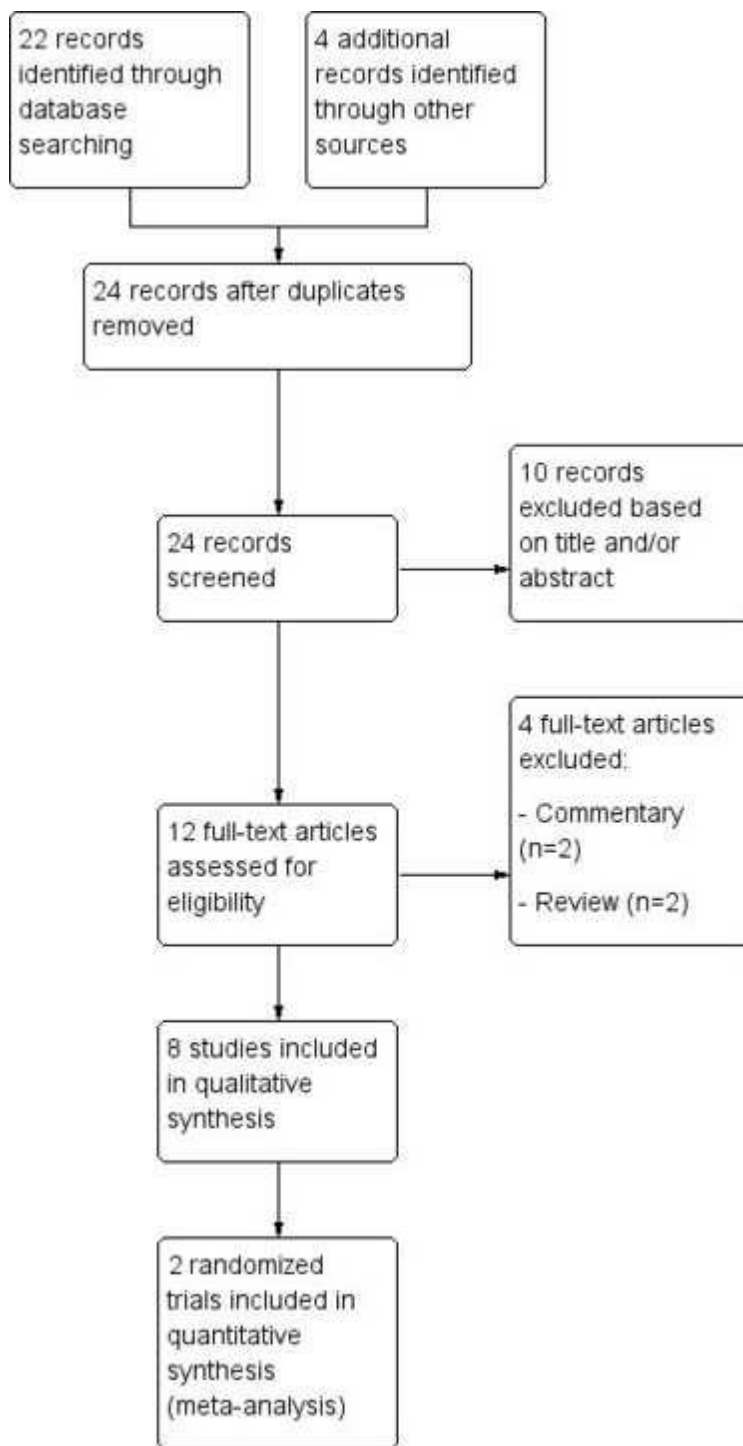 22 records
identified through
database
searching
4 additional
records identified
through other
sources
24 records after duplicates
removed
24 records
screened
10 records
excluded based
on title and/or
abstract
12 full-text articles
assessed for
eligibility
4 full-text articles
excluded:
- Commentary
(n=2)
- Review (n=2)
8 studies included
in qualitative
synthesis
2 randomized
trials included in
quantitative
synthesis
(meta-analysis)